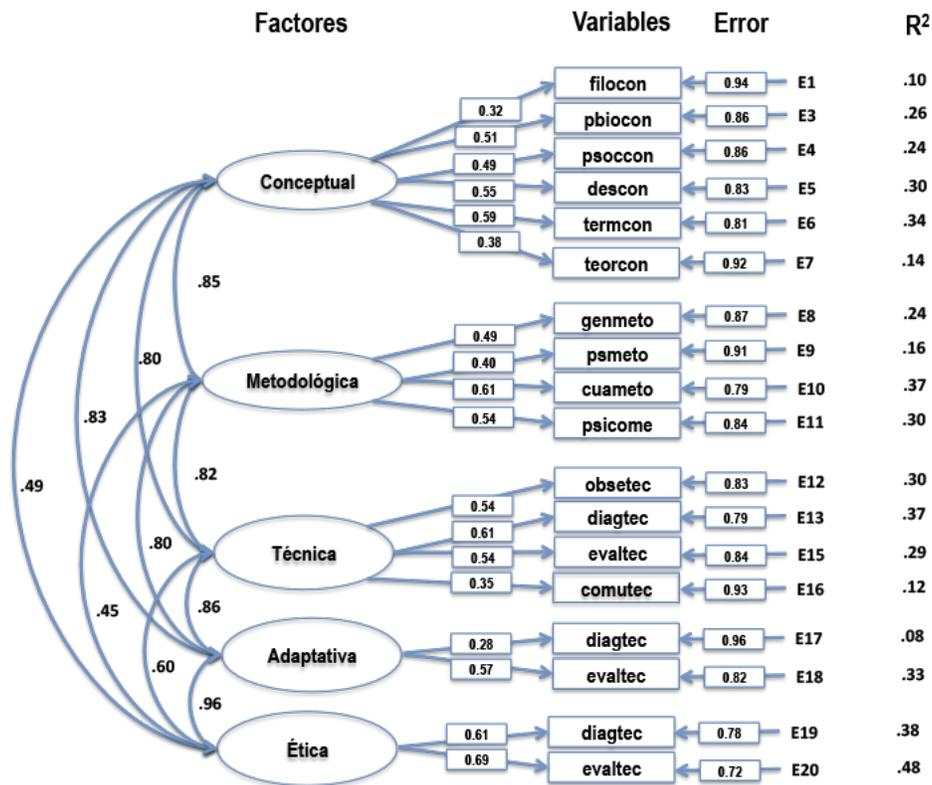 Factores Variables Error R²
filocon 0.94 E1 .10
0.32
pbiocon 0.86 E3 .26
0.51
psoccon 0.86 E4 .24
0.49
Conceptual
descon 0.83 E5 .30
0.55
termcon 0.81 E6 .34
0.59
0.38
teorcon 0.92 E7 .14
.85
genmeto 0.87 E8 .24
0.49
psmeto 0.91 E9 .16
.80
0.40
Metodológica
cuameto 0.79 E10 .37
0.61
.83
0.54
psicome 0.84 E11 .30
.82
.49
obsetec 0.83 E12 .30
0.54
diagtec 0.79 E13 .37
0.61
.80
Técnica
0.54
evaltec 0.84 E15 .29
0.35
comutec 0.93 E16 .12
.86
.45
0.28
diagtec 0.96 E17 .08
Adaptativa
.60
0.57
evaltec 0.82 E18 .33
.96
0.61
diagtec 0.78 E19 .38
Ética
0.69
evaltec 0.72 E20 .48